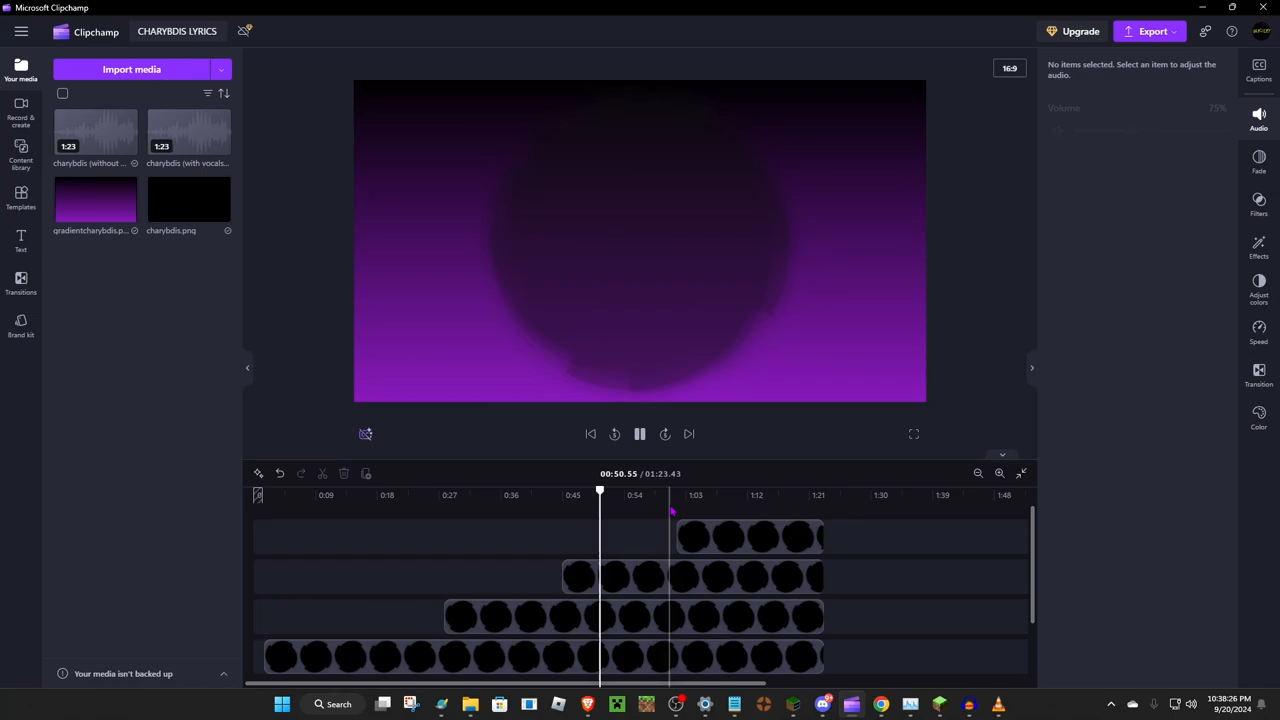 Microsoft Clipchamp
Clipchamp
CHARYBDIS LYRICS
Upgrade
Export
Your media
Import media
16:9
No items selected. Select an item to adjust the
audio.
Captions
Volume
75%
Record &
create
1:23
1:23
Audio
charybdis (without ...
charybdis (with vocals...
Content
library
Fade
Templates
Filters
gradientcharybdis.p...
charybdis.png
Text
Effects
Transitions
Adjust
colors
Brand kit
Speed
Transition
Color
00:50.55 / 01:23.43
0
0:09
0:18
0:27
0:36
0:45
0:54
1:03
1:12
1:21
1:30
1:39
1:48
Your media isn't backed up
Search
9+
10:38:26 PM
9/20/2024